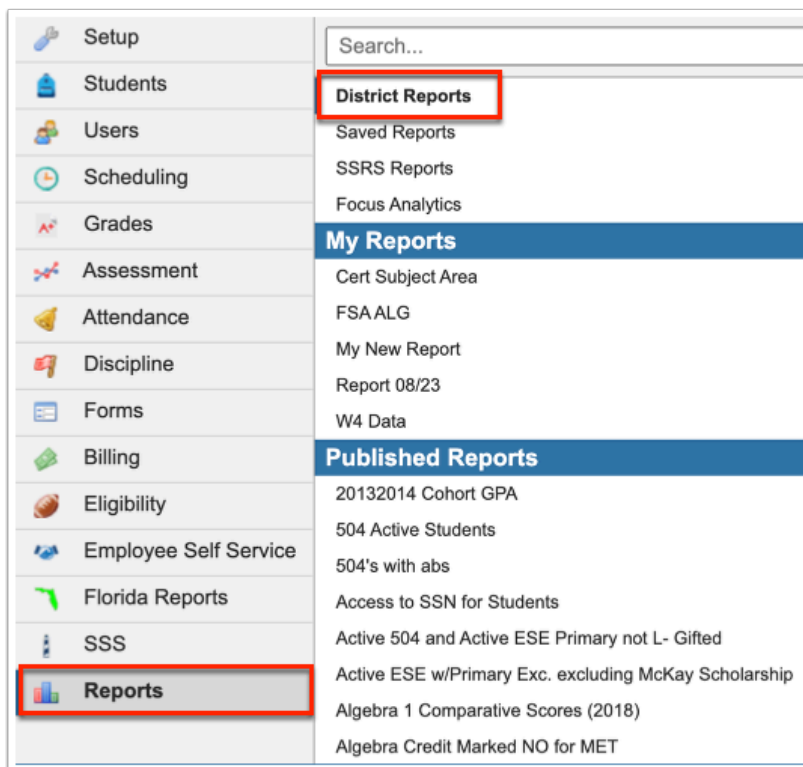 Setup
Students
Users
Scheduling
Grades
Assessment
Attendance
Discipline
Forms
Billing
Eligibility
Employee Self Service
Florida Reports
SSS
Reports
Search...
District Reports
Saved Reports
SSRS Reports
Focus Analytics
My Reports
Cert Subject Area
FSA ALG
My New Report
Report 08/23
W4 Data
Published Reports
20132014 Cohort GPA
504 Active Students
504's with abs
Access to SSN for Students
Active 504 and Active ESE Primary not L- Gifted
Active ESE w/Primary Exc. excluding McKay Scholarship
Algebra 1 Comparative Scores (2018)
Algebra Credit Marked NO for MET